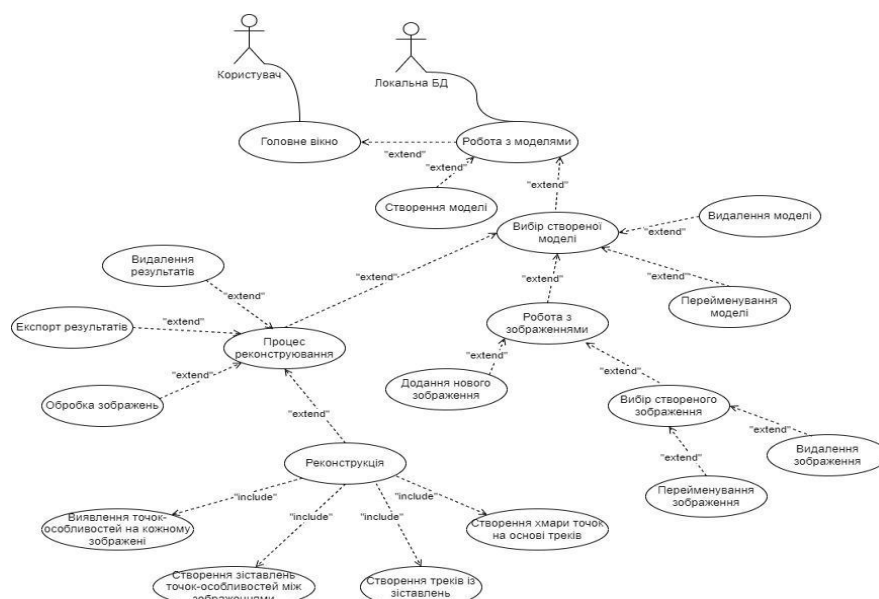 Користувач
Локальна БД
Головне вікно
Робота з моделями
"extend"
"extend"
"extend"
Створення моделі
Вибір створеної
моделі
Видалення моделі
"extend"
Видалення
результатів
"extend"
"extend"
"extend"
"extend"
Перейменування
моделі
Експорт результатів
"extend"
Робота з
зображеннями
Процес
реконструювання
"extend"
"extend"
"extend"
Додання нового
зображення
Обробка зображень
"extend"
Вибір створеного
зображення
"extend"
"extend"
Видалення
зображення
Реконструкція
Перейменування
зображення
"include"
"include"
"include"
"include"
Виявлення точок-
особливостей на кожному
зображені
Створення хмари точок
на основі треків
Створення зіставлень
точок-особливостей між
зображеннями
Створення треків із
зіставлень